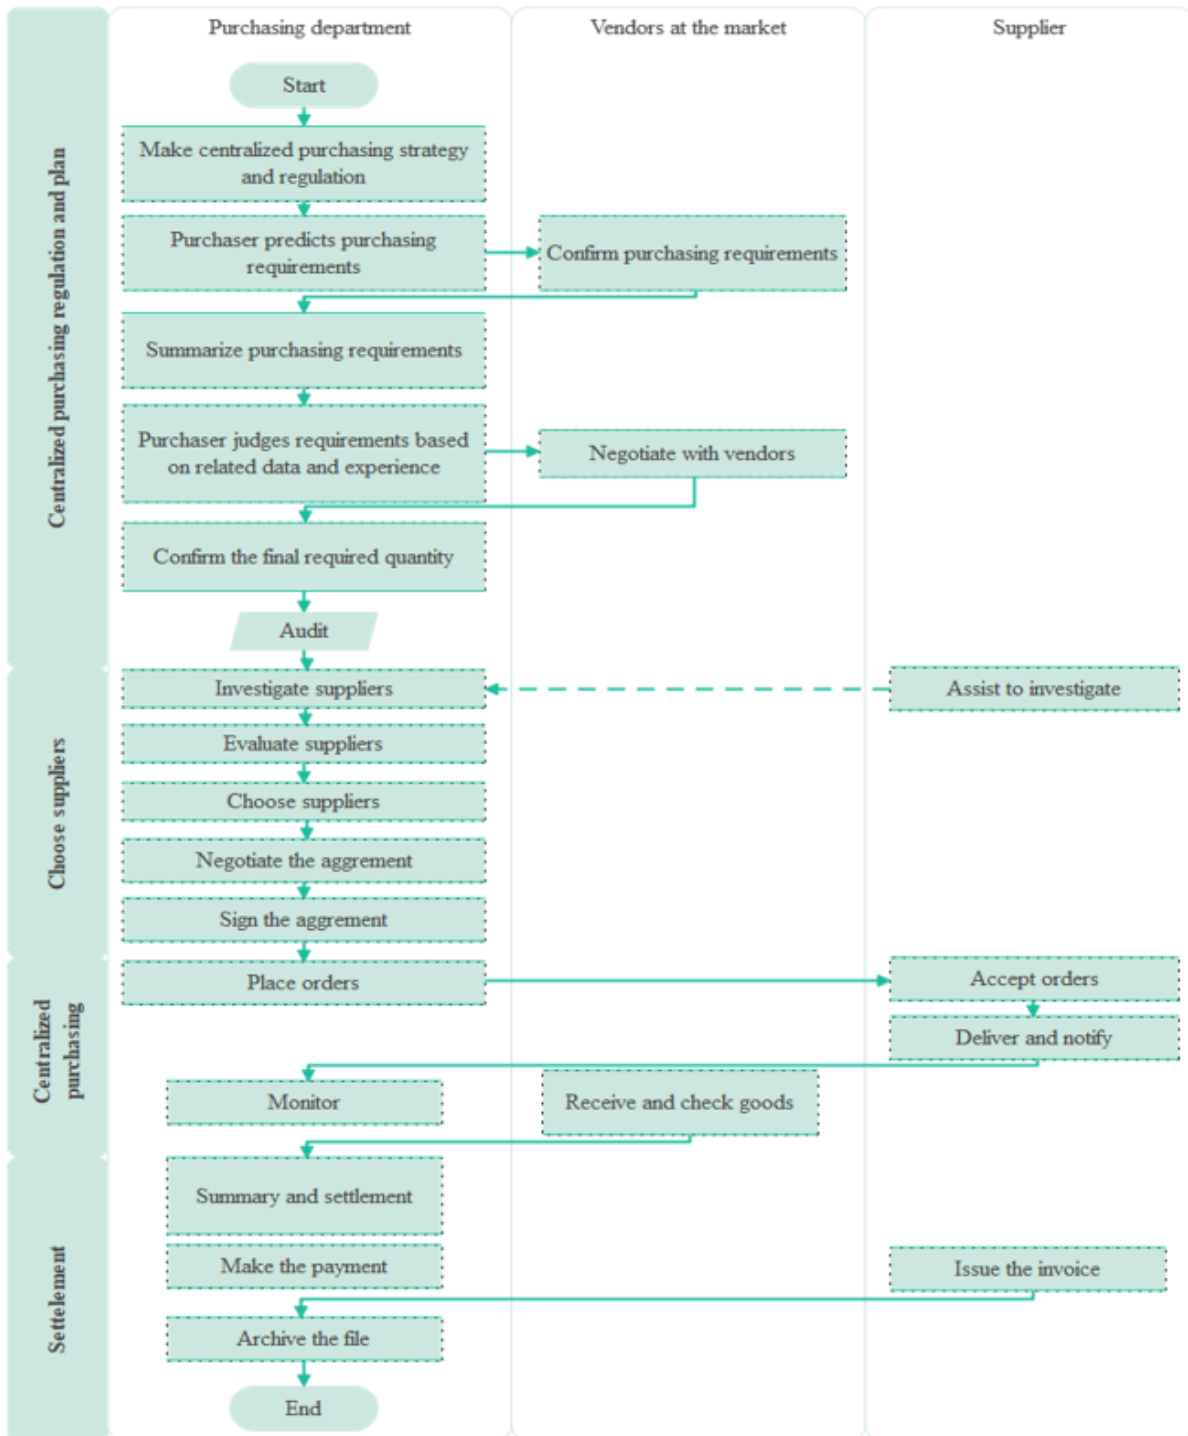 Purchasing department
Vendors at the market
Supplier
Centralized purchasing regulation and plan
Start
Make centralized purchasing strategy
and regulation
Purchaser predicts purchasing
requirements
Confirm purchasing requirements
Summarize purchasing requirements
Purchaser judges requirements based
on related data and experience
Negotiate with vendors
Confirm the final required quantity
Audit
Choose suppliers
Investigate suppliers
Assist to investigate
Evaluate suppliers
Choose suppliers
Negotiate the aggrement
Sign the aggrement
Centralized
purchasing
Place orders
Accept orders
Deliver and notify
Monitor
Receive and check goods
Settelement
Summary and settlement
Make the payment
Issue the invoice
Archive the file
End